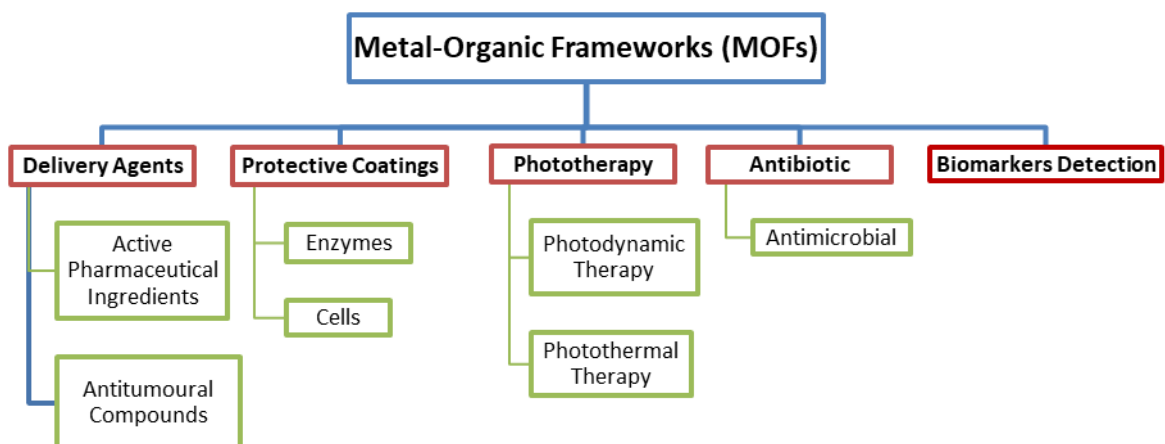 Metal-Organic Frameworks (MOFs)
Delivery Agents
Protective Coatings
Phototherapy
Antibiotic
Biomarkers Detection
Active
Pharmaceutical
Ingredients
Antitumoural
Compounds
Enzymes
Cells
Photodynamic
Therapy
Photothermal
Therapy
Antimicrobial